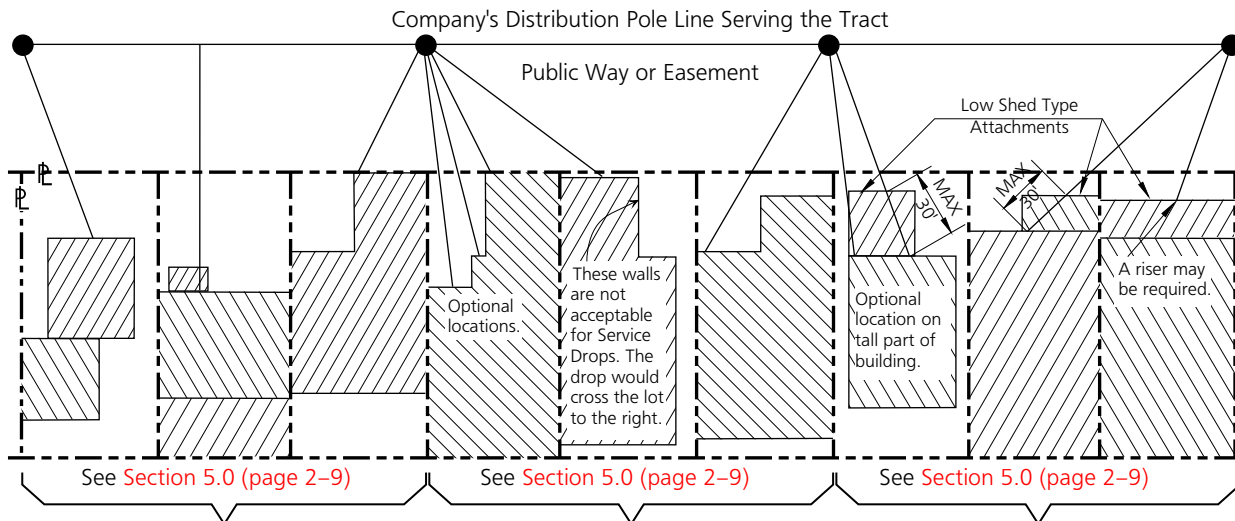 Company's Distribution Pole Line Serving the Tract
Public Way or Easement
Low Shed Type
Attachments
PL
PL
MAX
30'
MAX
30'
Optional
locations.
These walls
are not
acceptable
for Service
Drops. The
drop would
cross the lot
to the right.
Optional
location on
tall part of
building.
A riser may
be required.
See Section 5.0 (page 2–9)
See Section 5.0 (page 2–9)
See Section 5.0 (page 2–9)